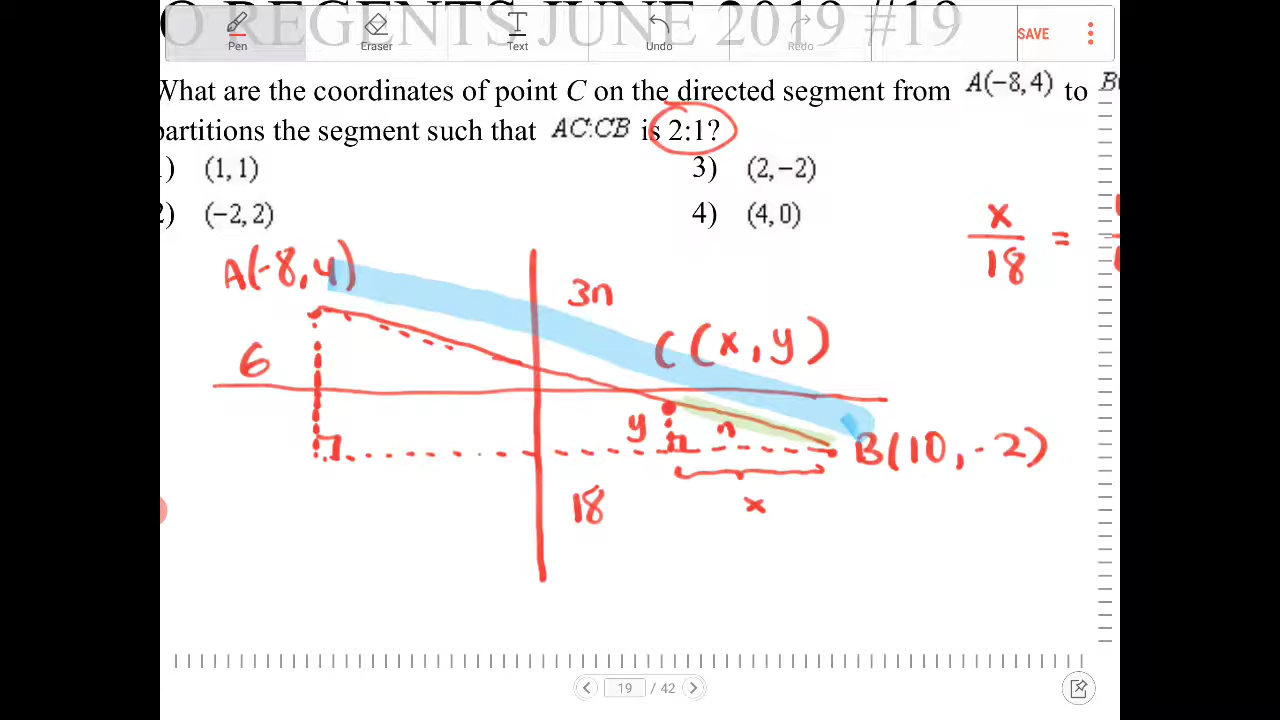 O REGENTS JUNE 2019 #19
Pen
Eraser
Text
Undo
Redo
SAVE
What are the coordinates of point C on the directed segment from A(−8,4) to
partitions the segment such that AC:CB is 2:1?
(1,1)
3) (2,−2)
(−2,2)
4) (4,0)
x/18 =
A(-8,4)
3n
C(x,y)
6
y
n
B(10,-2)
18
x
19 / 42